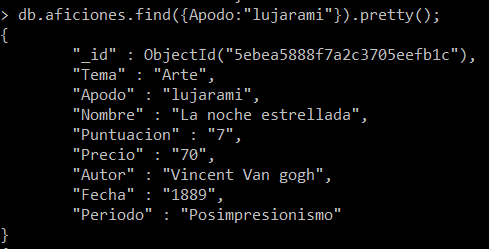 > db.aficiones.find({Apodo:"lujarami"}).pretty();
{
"_id" : ObjectId("5ebea5888f7a2c3705eefb1c"),
"Tema" : "Arte",
"Apodo" : "lujarami",
"Nombre" : "La noche estrellada",
"Puntuacion" : "7",
"Precio" : "70",
"Autor" : "Vincent Van gogh",
"Fecha" : "1889",
"Periodo" : "Posimpresionismo"
}